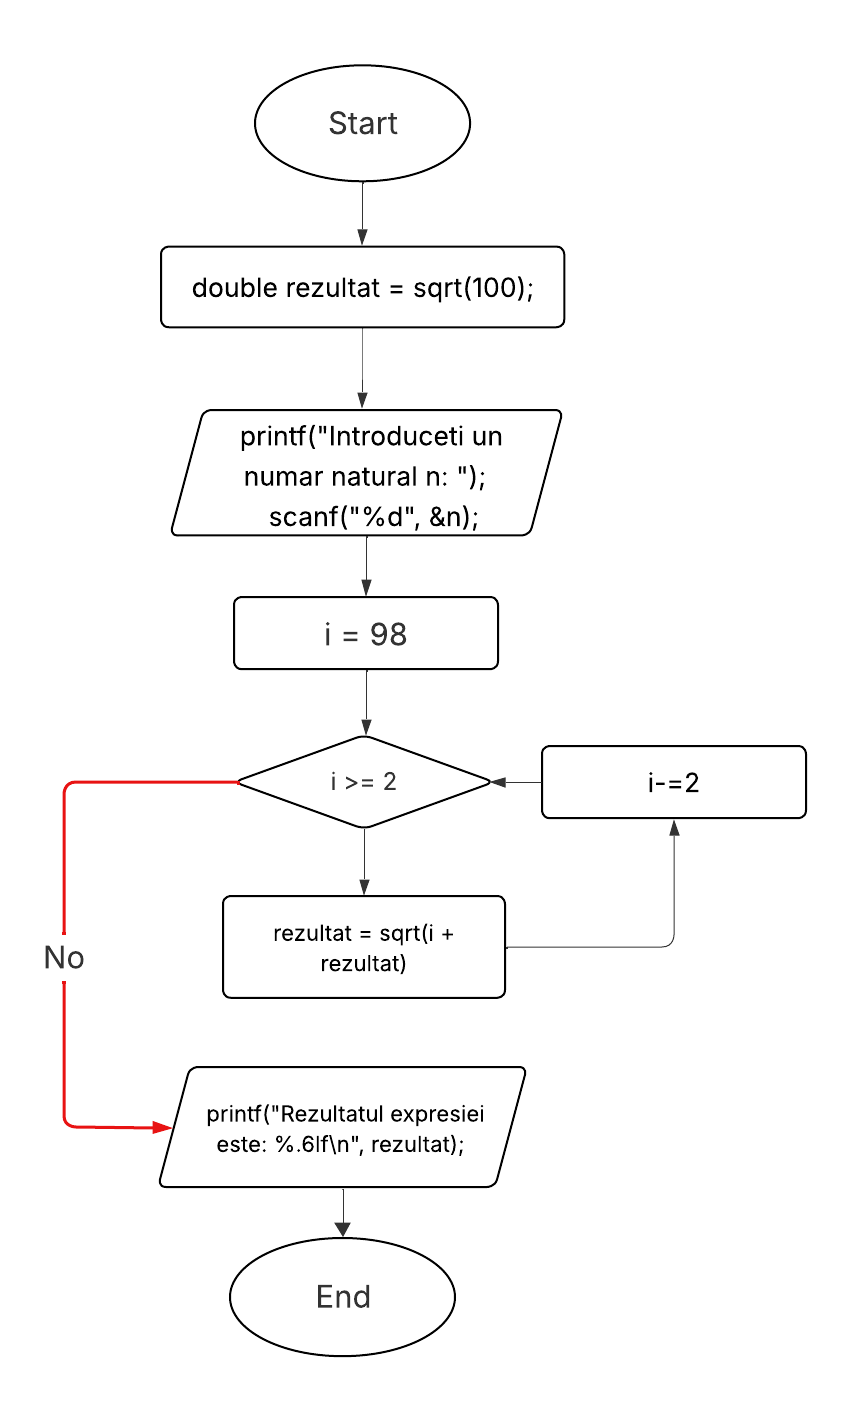 Start
double rezultat = sqrt(100);
printf("Introduceti un
numar natural n: ");
scanf("%d", &n);
i = 98
i >= 2
i-=2
rezultat = sqrt(i +
rezultat)
No
printf("Rezultatul expresiei
este: %.6lf\n", rezultat);
End